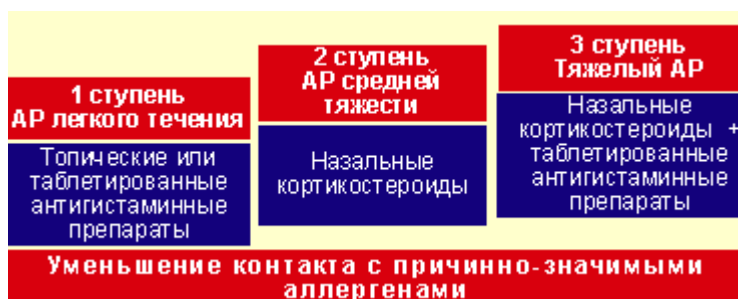 1 ступень
АР легкого течения
Топические или
таблетированные
антигистаминные
препараты
2 ступень
АР средней
тяжести
Назальные
кортикостероиды
3 ступень
Тяжелый АР
Назальные
кортикостероиды +
таблетированные
антигистаминные
препараты
Уменьшение контакта с причинно-значимыми
аллергенами